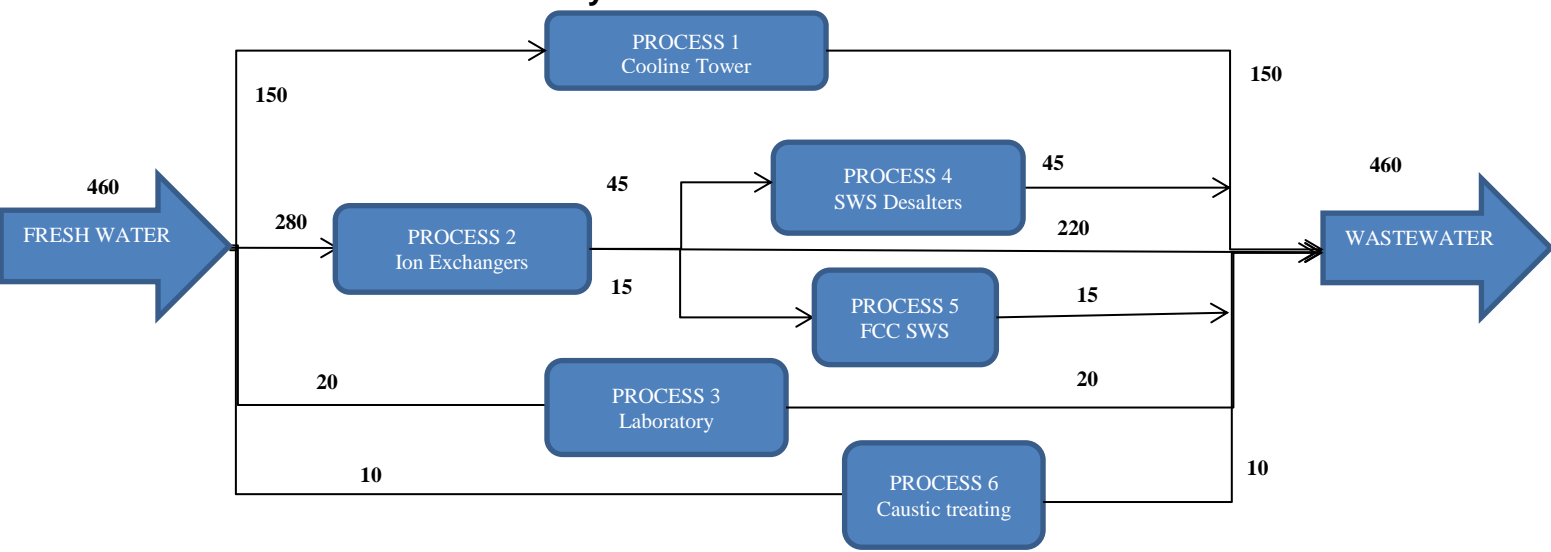 y
PROCESS 1
Cooling Tower
150
150
460
FRESH WATER
280
PROCESS 2
Ion Exchangers
45
15
PROCESS 4
SWS Desalters
45
220
PROCESS 5
FCC SWS
15
460
WASTEWATER
20
PROCESS 3
Laboratory
20
10
PROCESS 6
Caustic treating
10